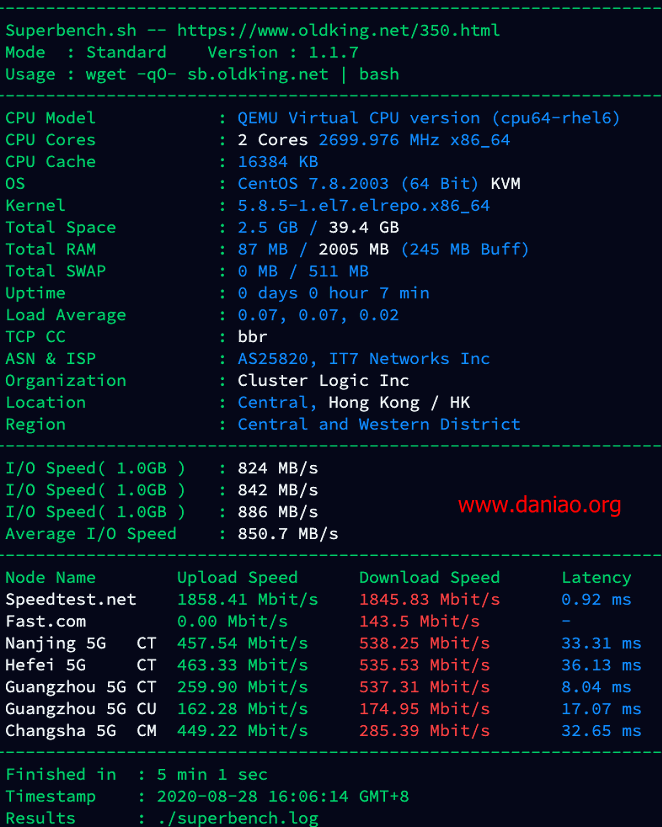 Superbench.sh -- https://www.oldking.net/350.html
Mode  : Standard    Version : 1.1.7
Usage : wget -qO- sb.oldking.net | bash
CPU Model            : QEMU Virtual CPU version (cpu64-rhel6)
CPU Cores            : 2 Cores 2699.976 MHz x86_64
CPU Cache            : 16384 KB
OS                   : CentOS 7.8.2003 (64 Bit) KVM
Kernel               : 5.8.5-1.el7.elrepo.x86_64
Total Space          : 2.5 GB / 39.4 GB
Total RAM            : 87 MB / 2005 MB (245 MB Buff)
Total SWAP           : 0 MB / 511 MB
Uptime               : 0 days 0 hour 7 min
Load Average         : 0.07, 0.07, 0.02
TCP CC               : bbr
ASN & ISP            : AS25820, IT7 Networks Inc
Organization         : Cluster Logic Inc
Location             : Central, Hong Kong / HK
Region               : Central and Western District
I/O Speed( 1.0GB )   : 824 MB/s
I/O Speed( 1.0GB )   : 842 MB/s
I/O Speed( 1.0GB )   : 886 MB/s
www.daniao.org
Average I/O Speed    : 850.7 MB/s
Node Name        Upload Speed      Download Speed      Latency
Speedtest.net    1858.41 Mbit/s    1845.83 Mbit/s      0.92 ms
Fast.com         0.00 Mbit/s       143.5 Mbit/s        -
Nanjing 5G   CT  457.54 Mbit/s     538.25 Mbit/s       33.31 ms
Hefei 5G     CT  463.33 Mbit/s     535.53 Mbit/s       36.13 ms
Guangzhou 5G CT  259.90 Mbit/s     537.31 Mbit/s       8.04 ms
Guangzhou 5G CU  162.28 Mbit/s     174.95 Mbit/s       17.07 ms
Changsha 5G  CM  449.22 Mbit/s     285.39 Mbit/s       32.65 ms
Finished in  : 5 min 1 sec
Timestamp    : 2020-08-28 16:06:14 GMT+8
Results      : ./superbench.log